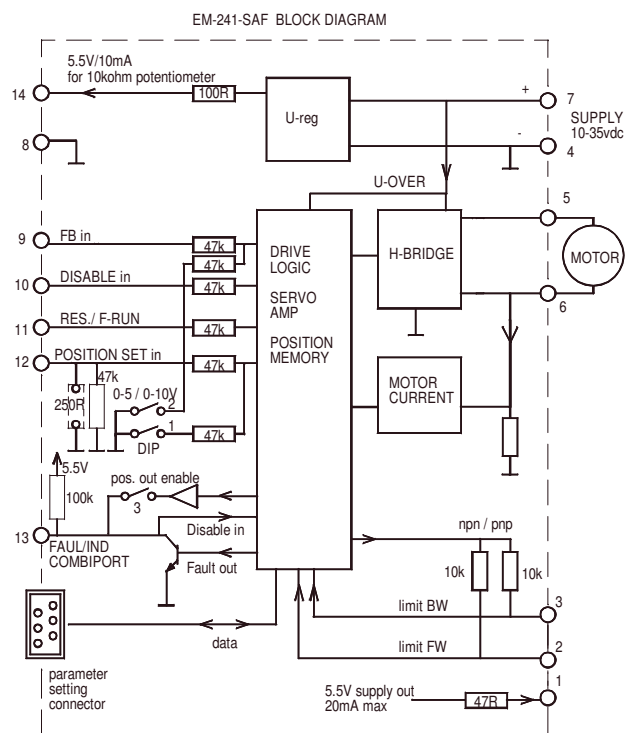 EM-241-SAF BLOCK DIAGRAM
5.5V/10mA
for 10kohm potentiometer
14
100R
U-reg
+
7
SUPPLY
10-35vdc
-
4
8
U-OVER
5
9
FB in
47k
47k
DRIVE
LOGIC
H-BRIDGE
MOTOR
10
DISABLE in
47k
SERVO
AMP
6
11
RES./ F-RUN
47k
POSITION
MEMORY
12
POSITION SET in
47k
47k
MOTOR
CURRENT
250R
0-5 / 0-10V
2
1
47k
DIP
5.5V
100k
pos. out enable
3
Disable in
npn / pnp
13
FAUL/IND
COMBIPORT
Fault out
10k
10k
limit BW
3
data
limit FW
2
parameter
setting
connector
5.5V supply out
20mA max
47R
1